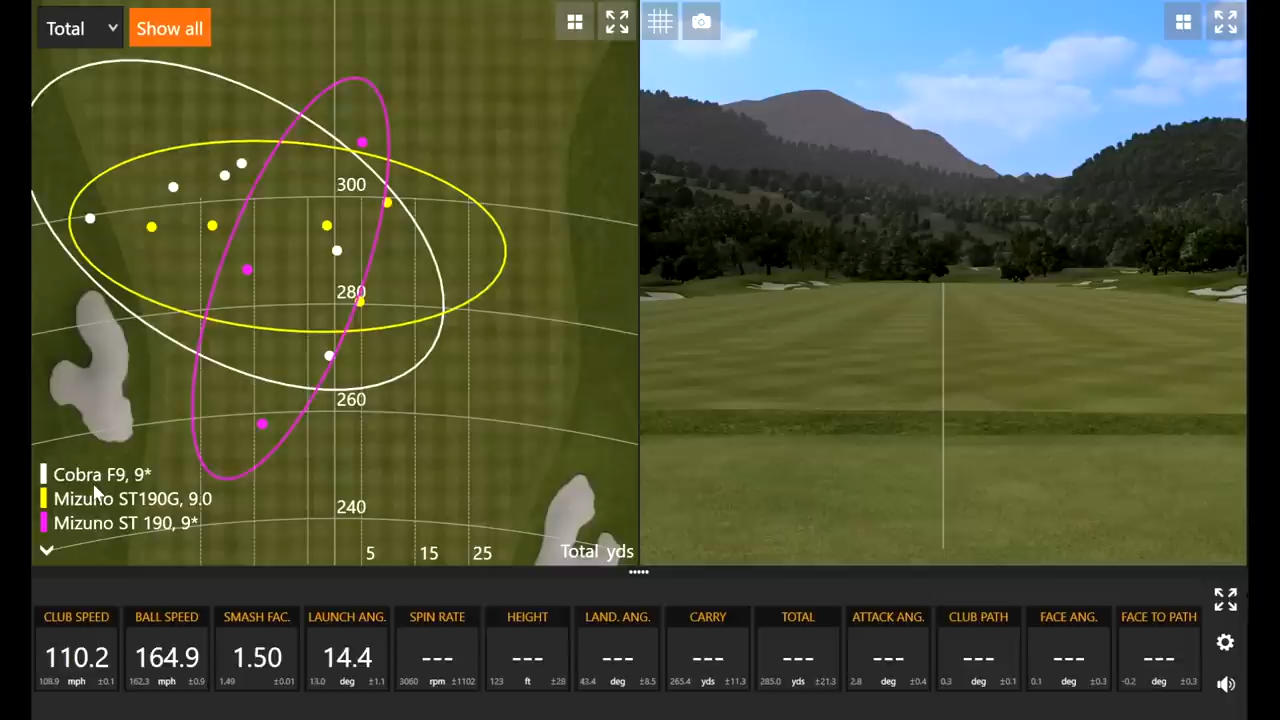 Total
Show all
300
280
260
240
5 15 25
Total yds
Cobra F9, 9*
Mizuno ST190G, 9.0
Mizuno ST 190, 9*
CLUB SPEED BALL SPEED SMASH FAC. LAUNCH ANG. SPIN RATE HEIGHT LAND. ANG. CARRY TOTAL ATTACK ANG. CLUB PATH FACE ANG. FACE TO PATH
110.2 164.9 1.50 14.4 --- --- --- --- --- --- --- --- ---
108.9 mph ±0.1 162.3 mph ±0.9 1.49 ±0.01 13.0 deg ±1.1 3060 rpm ±1102 123 ft ±28 43.4 deg ±8.5 265.4 yds ±11.3 285.0 yds ±21.3 2.8 deg ±0.4 0.3 deg ±0.1 0.1 deg ±0.3 -0.2 deg ±0.3